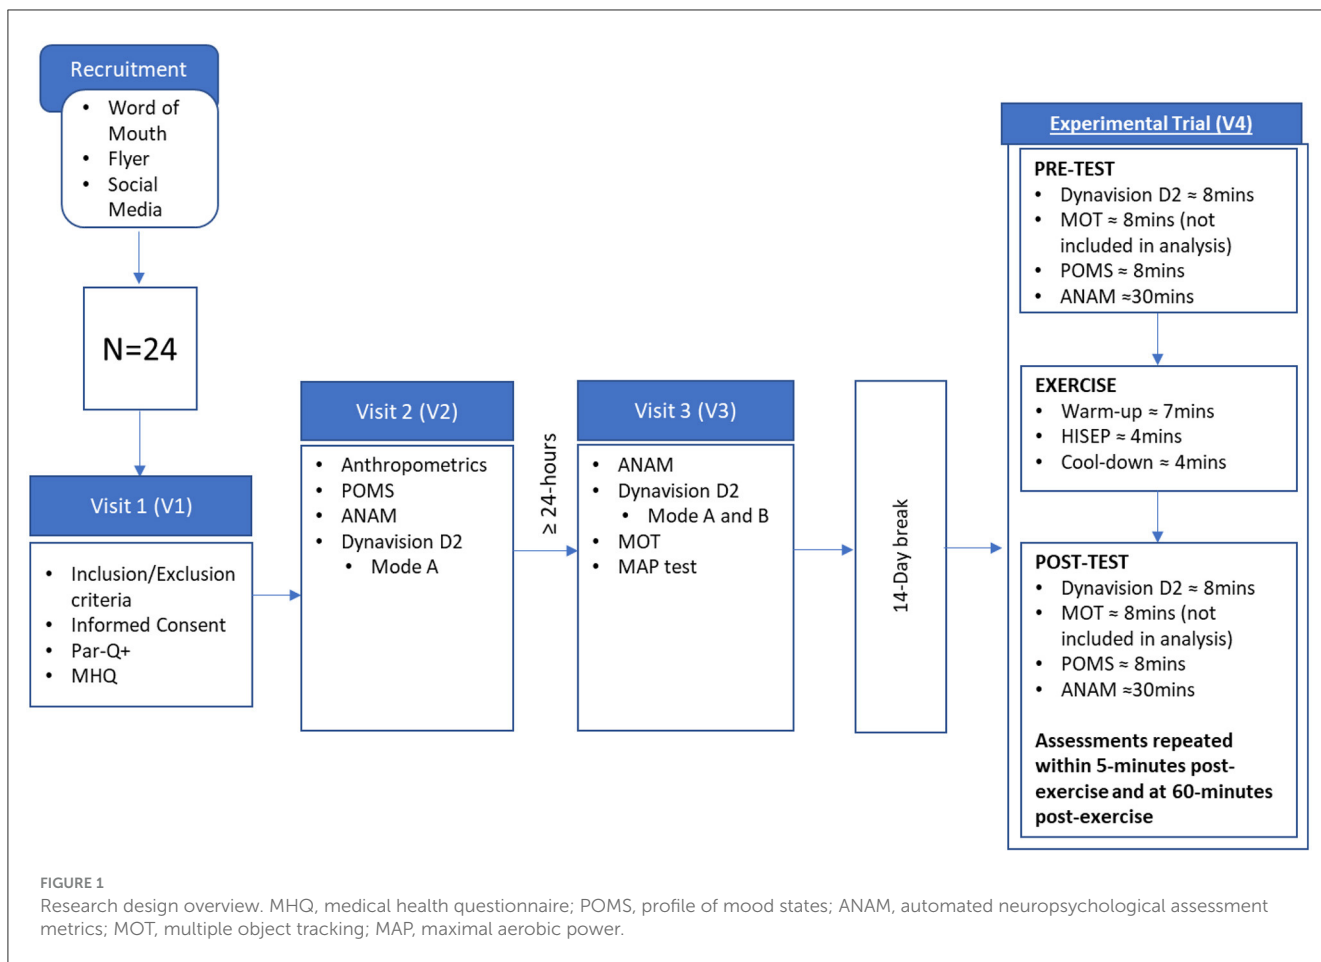 Recruitment
• Word of
Mouth
• Flyer
• Social
Media
N=24
Visit 1 (V1)
• Inclusion/Exclusion
criteria
• Informed Consent
• Par-Q+
• MHQ
Visit 2 (V2)
• Anthropometrics
• POMS
• ANAM
• Dynavision D2
• Mode A
≥ 24-hours
Visit 3 (V3)
• ANAM
• Dynavision D2
• Mode A and B
• MOT
• MAP test
14-Day break
Experimental Trial (V4)
PRE-TEST
• Dynavision D2 ≈ 8mins
• MOT ≈ 8mins (not
included in analysis)
• POMS ≈ 8mins
• ANAM ≈30mins
EXERCISE
• Warm-up ≈ 7mins
• HISEP ≈ 4mins
• Cool-down ≈ 4mins
POST-TEST
• Dynavision D2 ≈ 8mins
• MOT ≈ 8mins (not
included in analysis)
• POMS ≈ 8mins
• ANAM ≈30mins
Assessments repeated
within 5-minutes post-
exercise and at 60-minutes
post-exercise
FIGURE 1
Research design overview. MHQ, medical health questionnaire; POMS, profile of mood states; ANAM, automated neuropsychological assessment
metrics; MOT, multiple object tracking; MAP, maximal aerobic power.